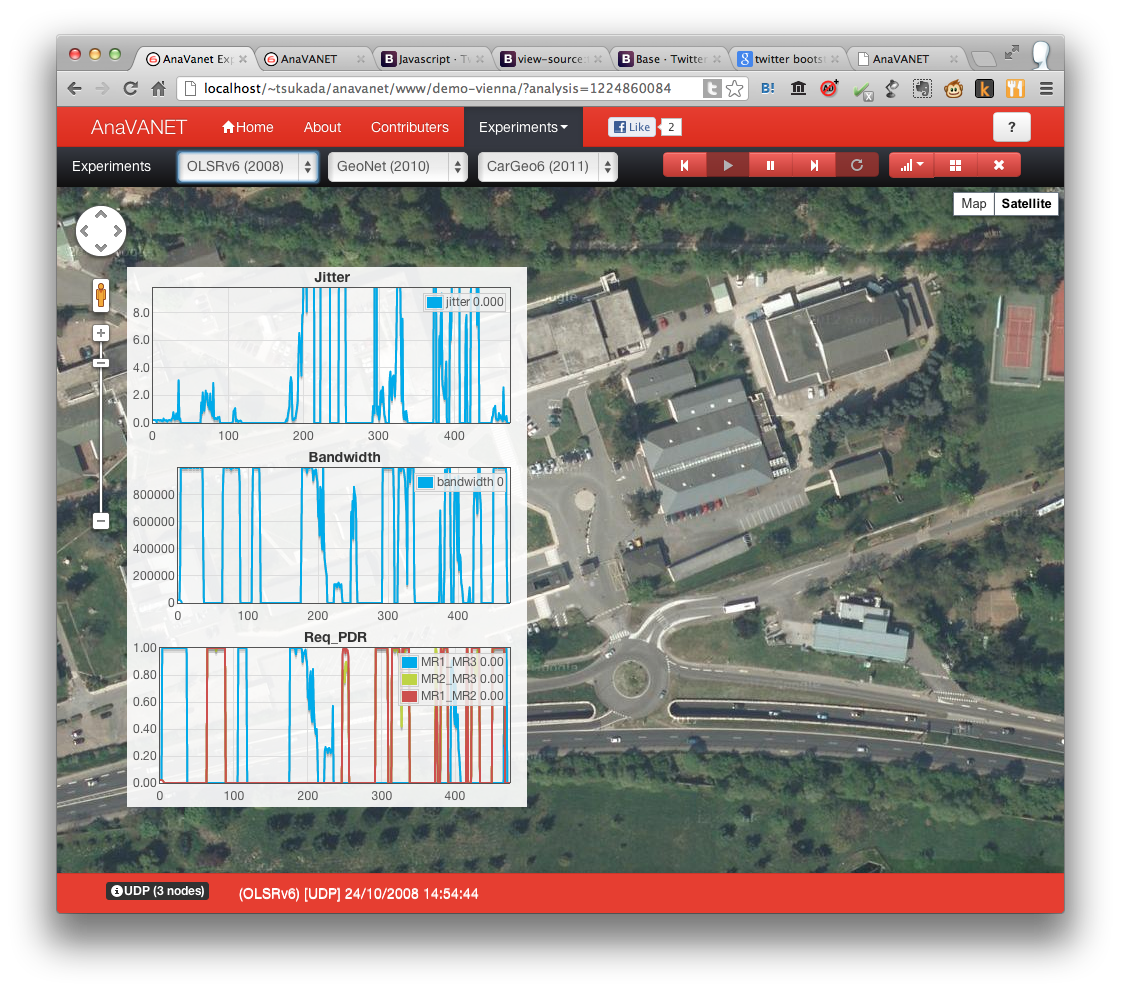 AnaVanet Exp
AnaVANET
Javascript · Tw
view-source:
Base · Twitter
twitter boots
AnaVANET
localhost/~tsukada/anavanet/www/demo-vienna/?analysis=1224860084
B!
AnaVANET
Home
About
Contributers
Experiments
Like
2
?
Experiments
OLSRv6 (2008)
GeoNet (2010)
CarGeo6 (2011)
Map
Satellite
Jitter
jitter 0.000
8.0
6.0
4.0
2.0
0.0
0 100 200 300 400
Bandwidth
bandwidth 0
800000
600000
400000
200000
0
0 100 200 300 400
Req_PDR
MR1_MR3 0.00
MR2_MR3 0.00
MR1_MR2 0.00
1.00
0.80
0.60
0.40
0.20
0.00
0 100 200 300 400
UDP (3 nodes)
(OLSRv6) [UDP] 24/10/2008 14:54:44